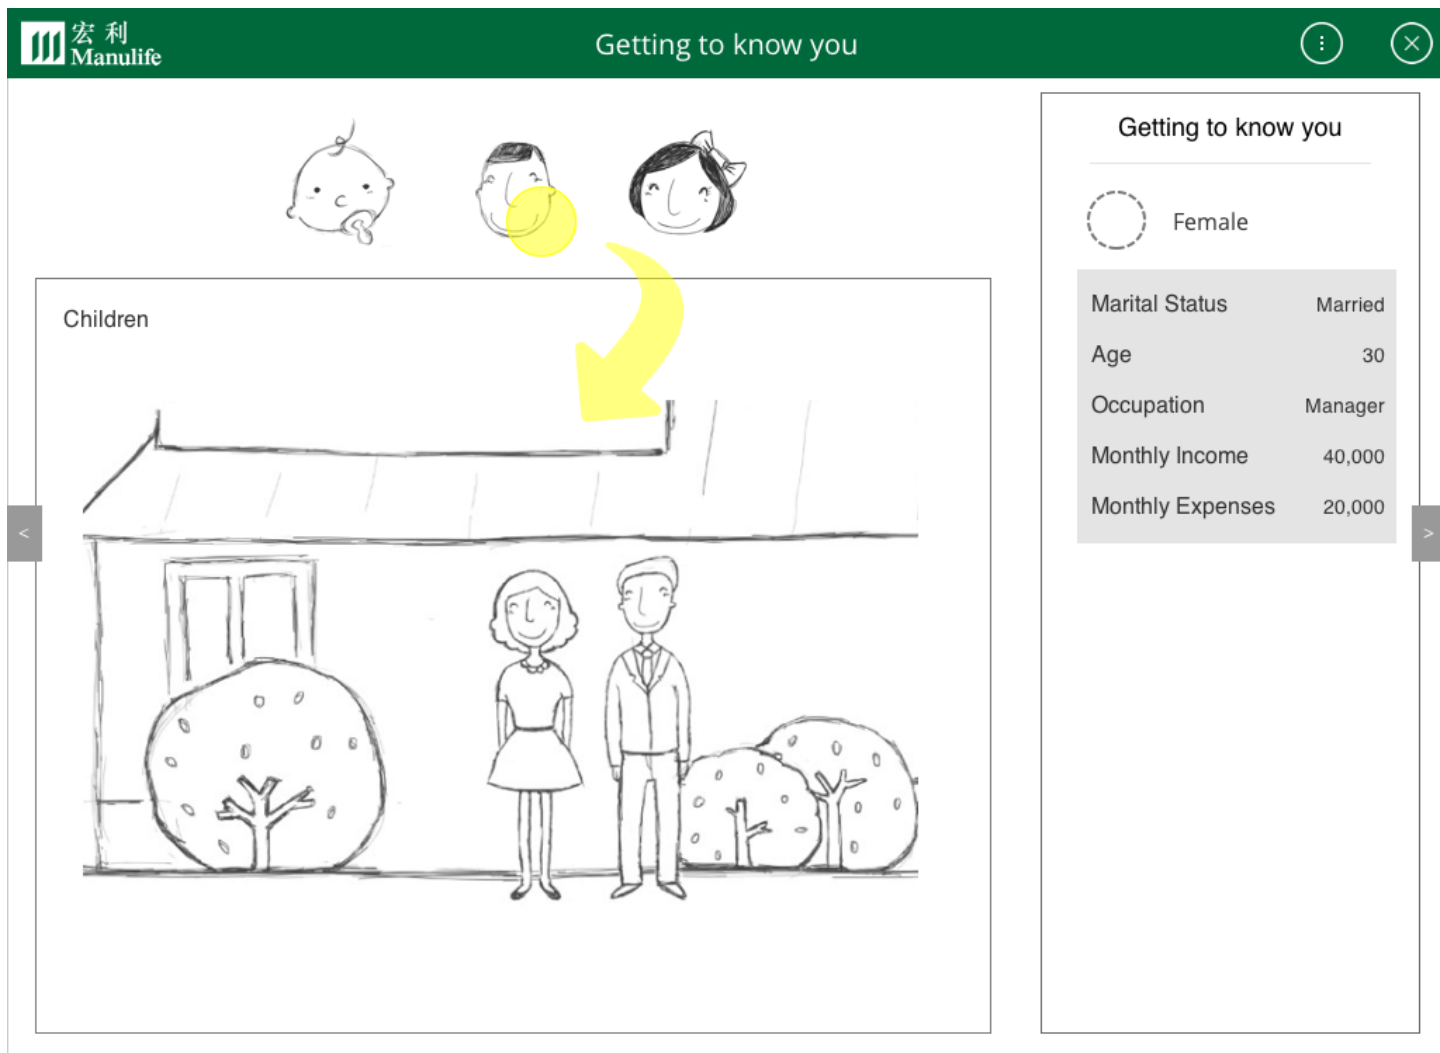 宏利
Manulife
Getting to know you
Children
<
Getting to know you
Female
Marital Status Married
Age 30
Occupation Manager
Monthly Income 40,000
Monthly Expenses 20,000
>